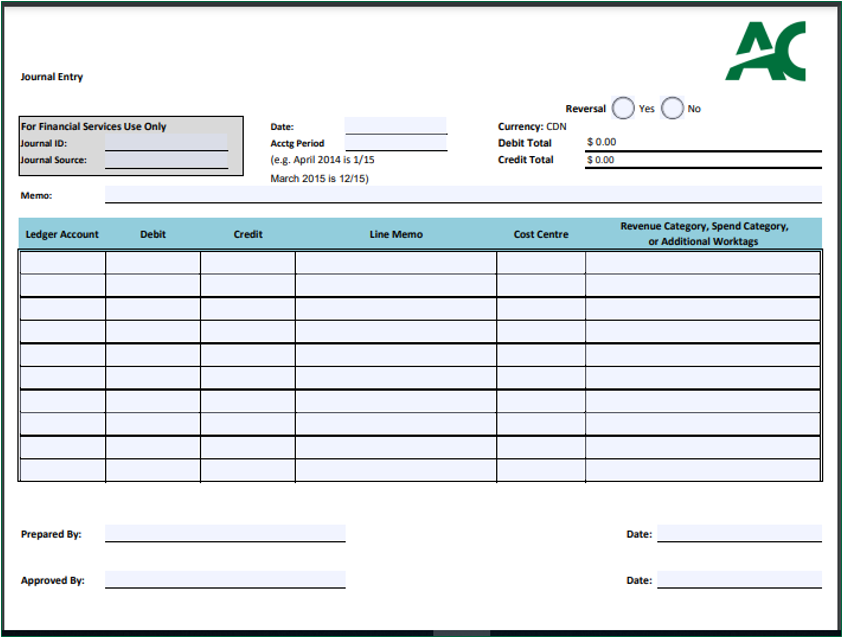 AC
Journal Entry
Reversal Yes No
For Financial Services Use Only
Journal ID:
Journal Source:
Date:
Acctg Period
(e.g. April 2014 is 1/15
March 2015 is 12/15)
Currency: CDN
Debit Total $ 0.00
Credit Total $ 0.00
Memo:
Ledger Account Debit Credit Line Memo Cost Centre Revenue Category, Spend Category,
or Additional Worktags
Prepared By: Date:
Approved By: Date: